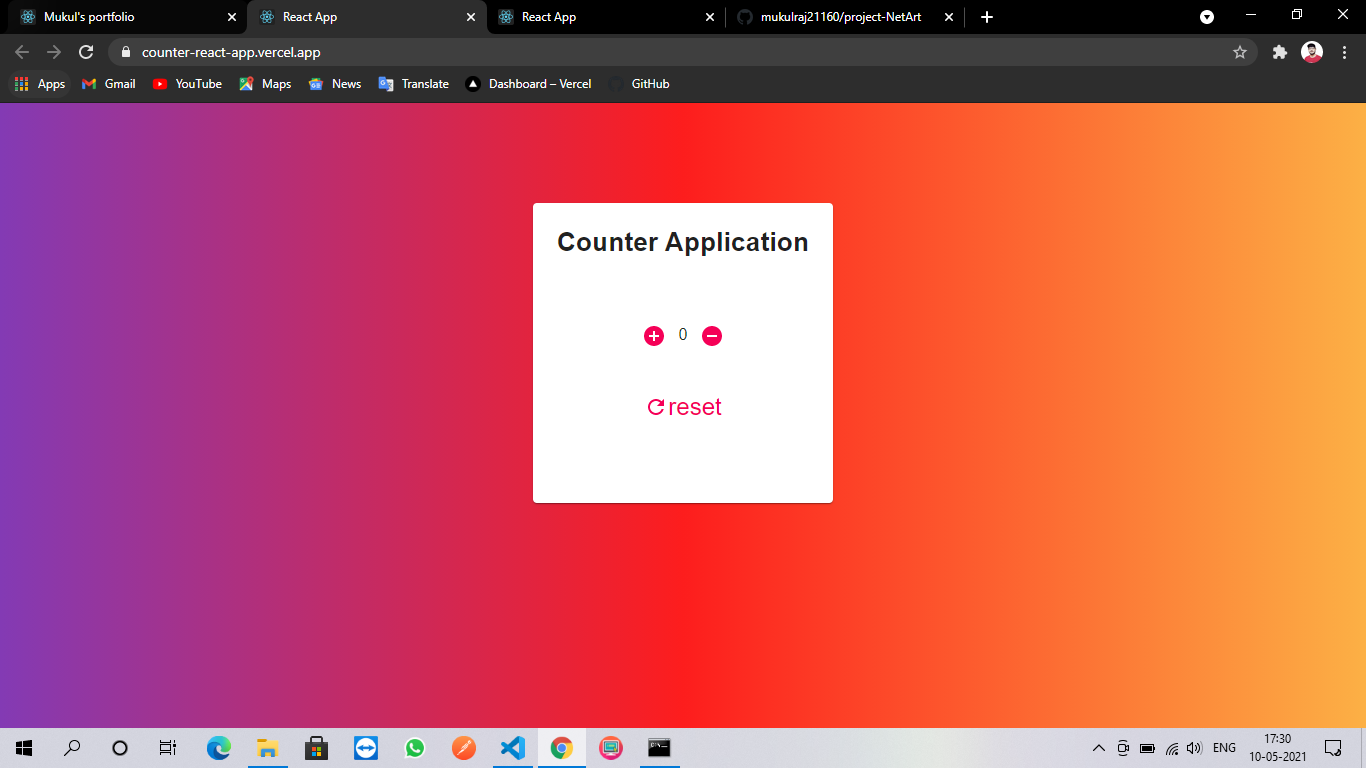 Mukul's portfolio
React App
React App
mukulraj21160/project-NetArt
counter-react-app.vercel.app
Apps
Gmail
YouTube
Maps
News
Translate
Dashboard – Vercel
GitHub
Counter Application
0
reset
ENG
17:30
10-05-2021